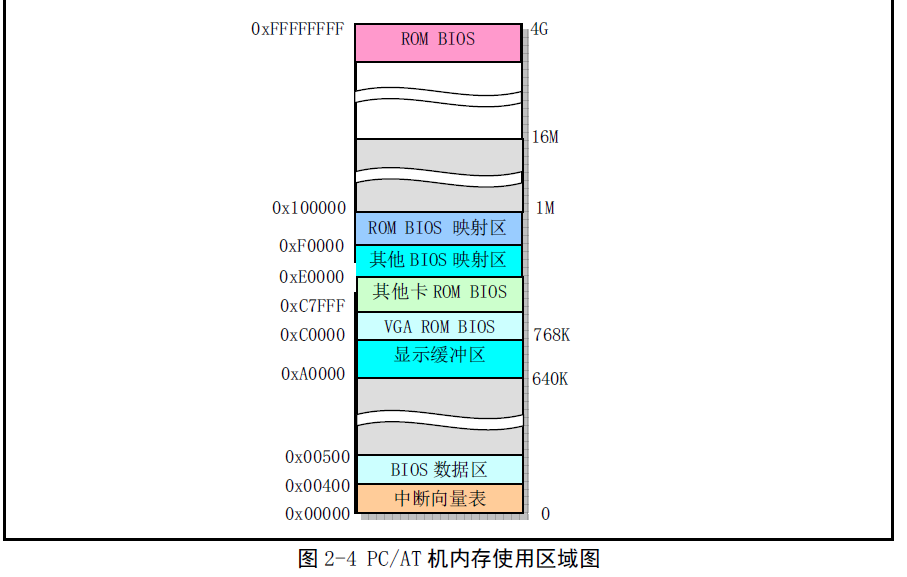 0xFFFFFFFF ROM BIOS 4G
16M
0x100000 1M
ROM BIOS 映射区
0xF0000
其他 BIOS 映射区
0xE0000
其他卡 ROM BIOS
0xC7FFF
VGA ROM BIOS
0xC0000 768K
显示缓冲区
0xA0000 640K
0x00500
BIOS 数据区
0x00400
中断向量表
0x00000 0
图 2-4 PC/AT 机内存使用区域图